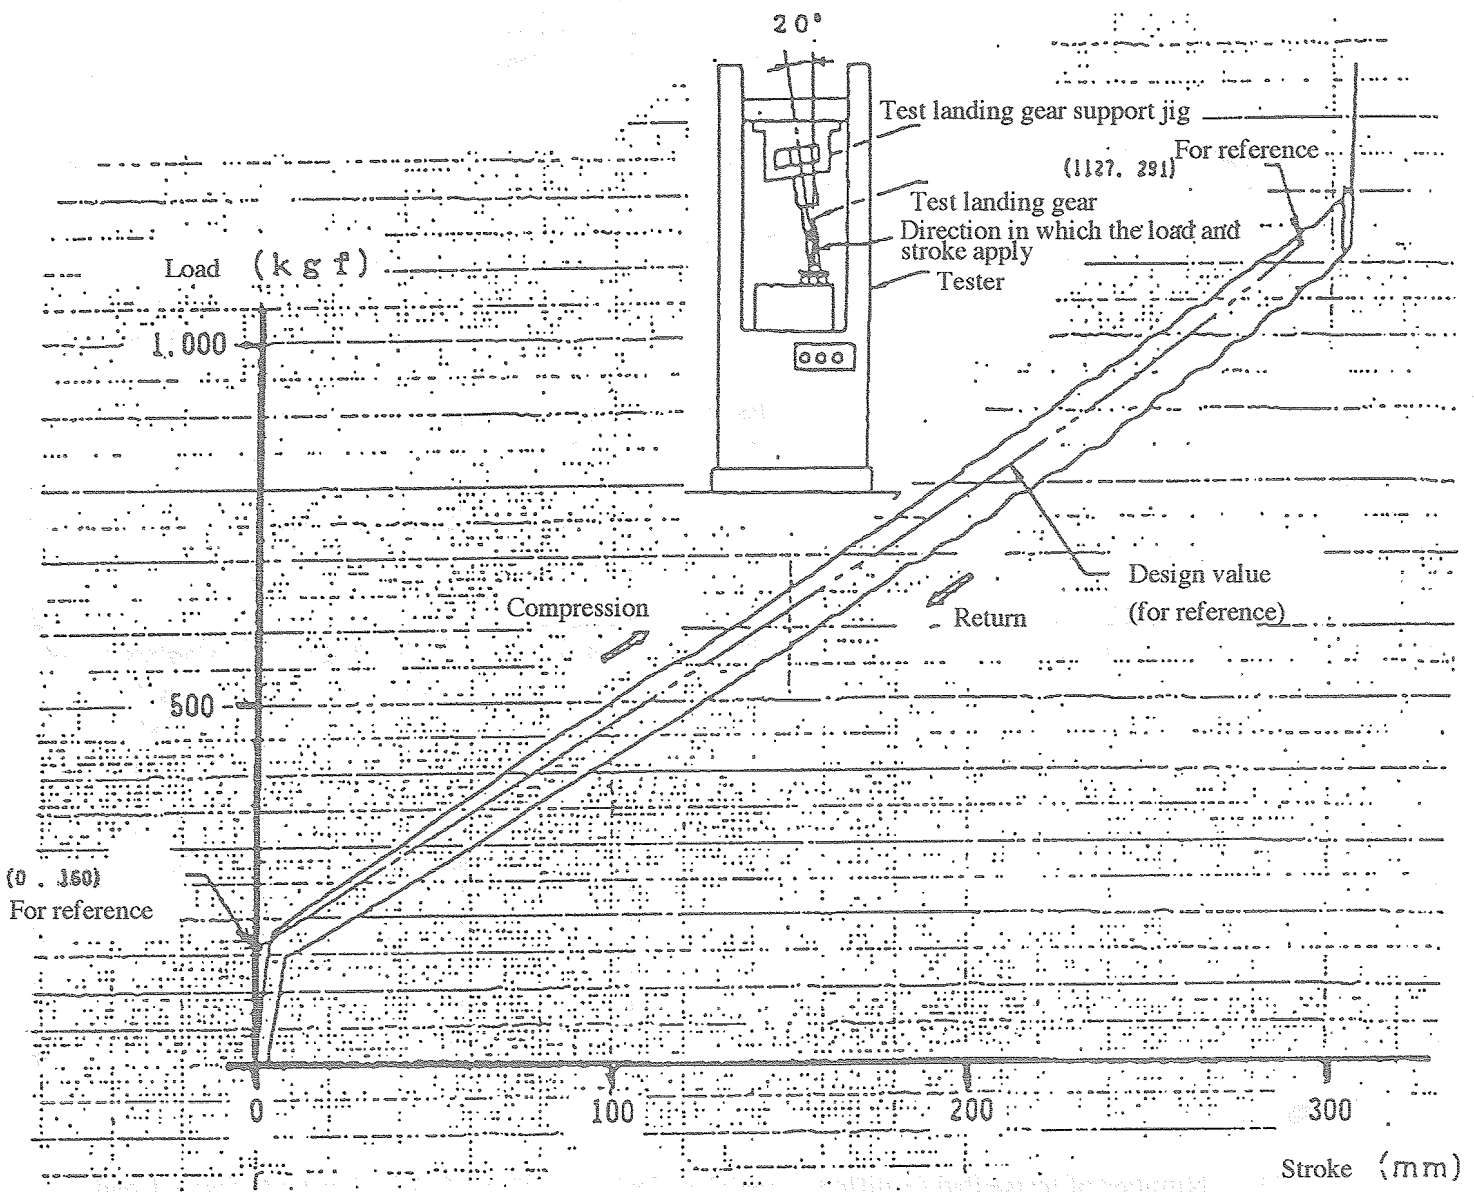 20°
Test landing gear support jig
For reference
(1127. 291)
Test landing gear
Direction in which the load and
stroke apply
Tester
Load (kgf)
1.000
Compression
Return
Design value
(for reference)
500
(0 . 160)
For reference
0 100 200 300
Stroke (mm)